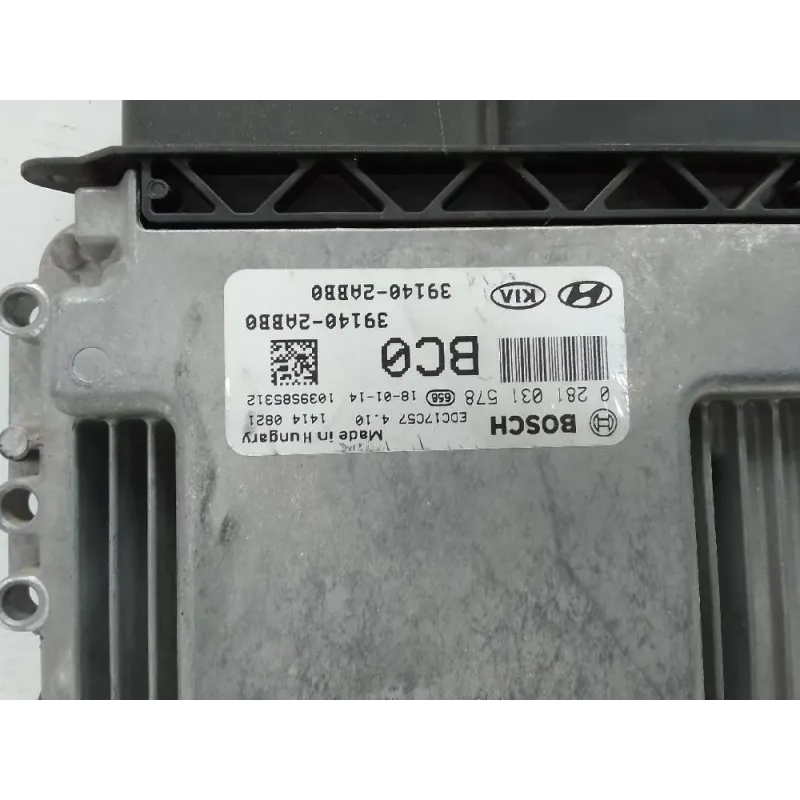 BOSCH
EDC17C57 4.10
Made in Hungary
1414 0821
0 281 031 578 658 18-01-14 1039585312
BC0
39140-2ABB0
KIA
39140-2ABB0